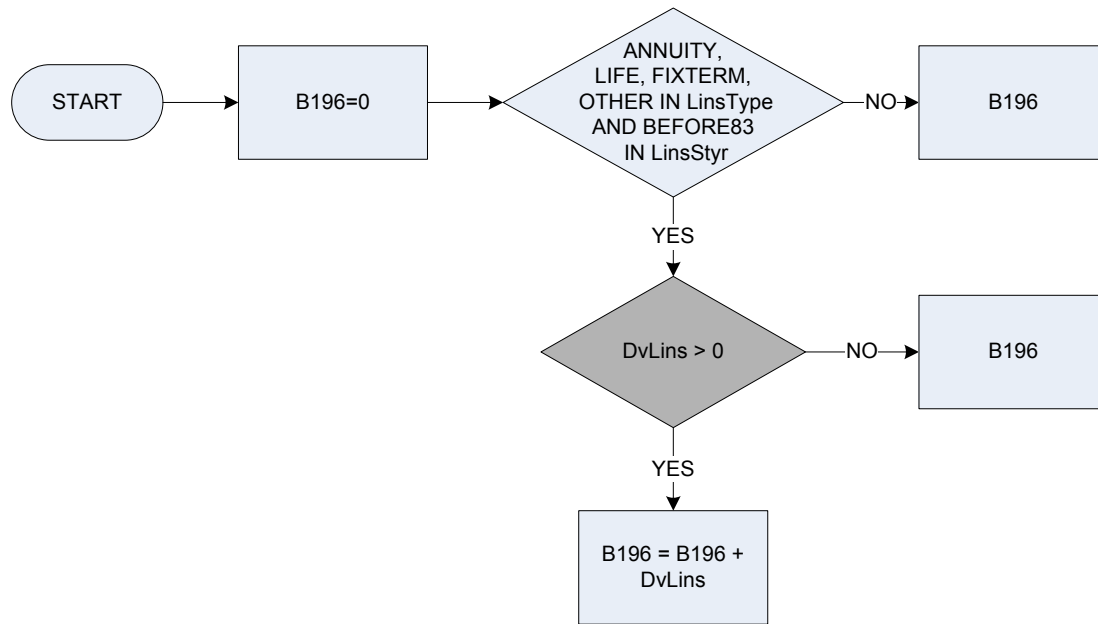 START
B196=0
ANNUITY,
LIFE, FIXTERM,
OTHER IN LinsType
AND BEFORE83
IN LinsStyr
NO
B196
YES
DvLins > 0
NO
B196
YES
B196 = B196 +
DvLins